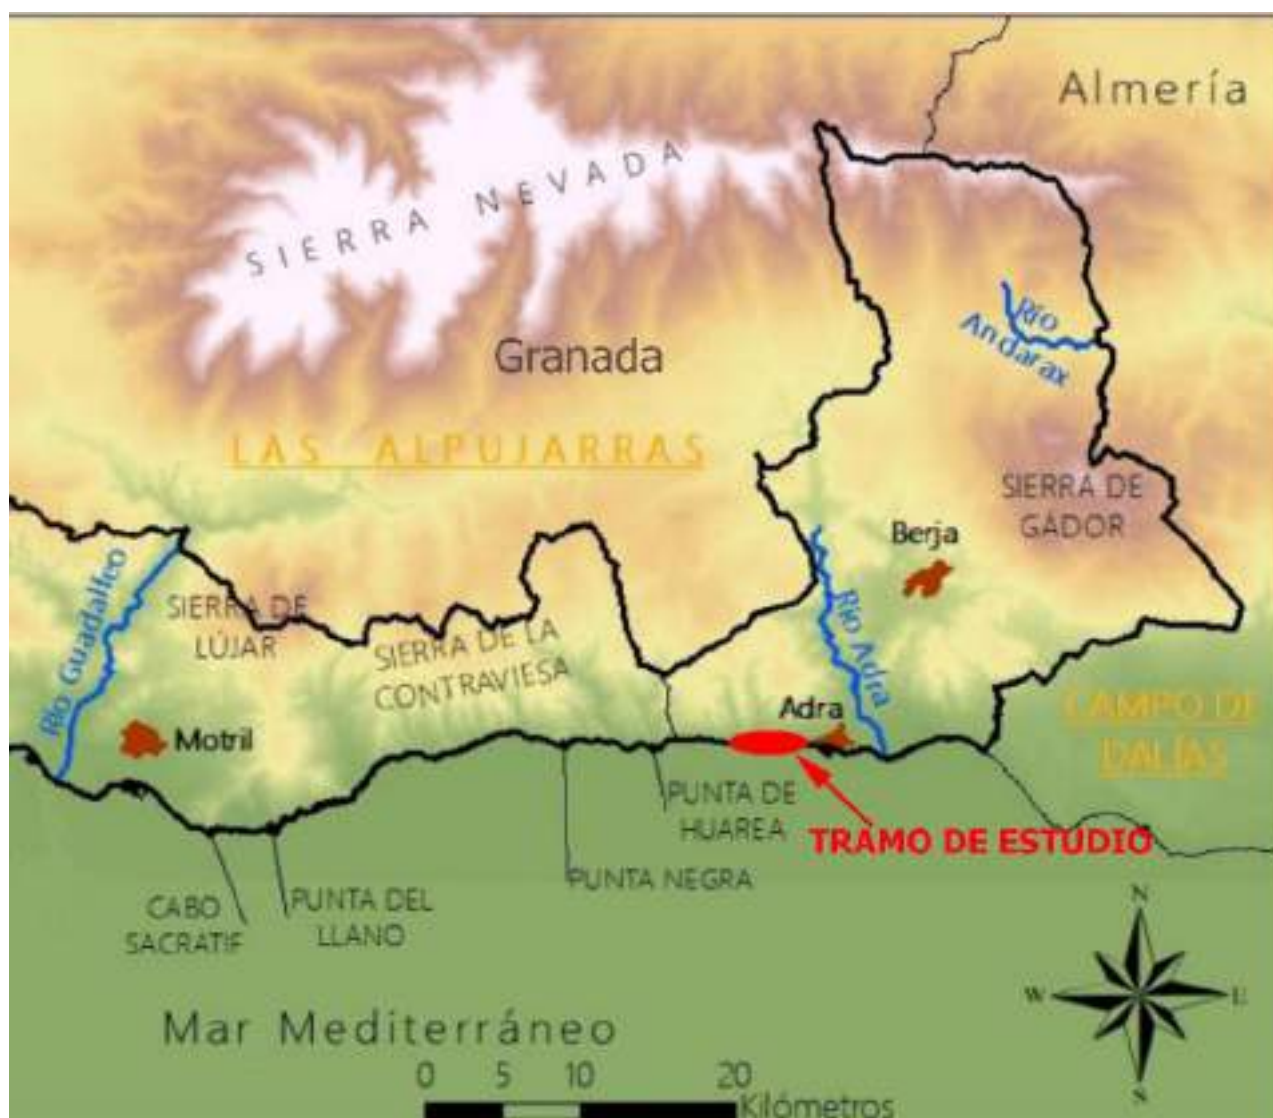 Almería
SIERRA NEVADA
Río
Andarax
Granada
LAS ALPUJARRAS
SIERRA DE
GÁDOR
Berja
Río Guadalfeo
SIERRA DE
LÚJAR
SIERRA DE LA
CONTRAVIESA
Río Adra
Adra
CAMPO DE
DALÍAS
Motril
PUNTA DE
HUAREA
TRAMO DE ESTUDIO
PUNTA NEGRA
CABO
SACRATIF
PUNTA DEL
LLANO
N
W
E
S
Mar Mediterráneo
0 5 10 20
Kilómetros